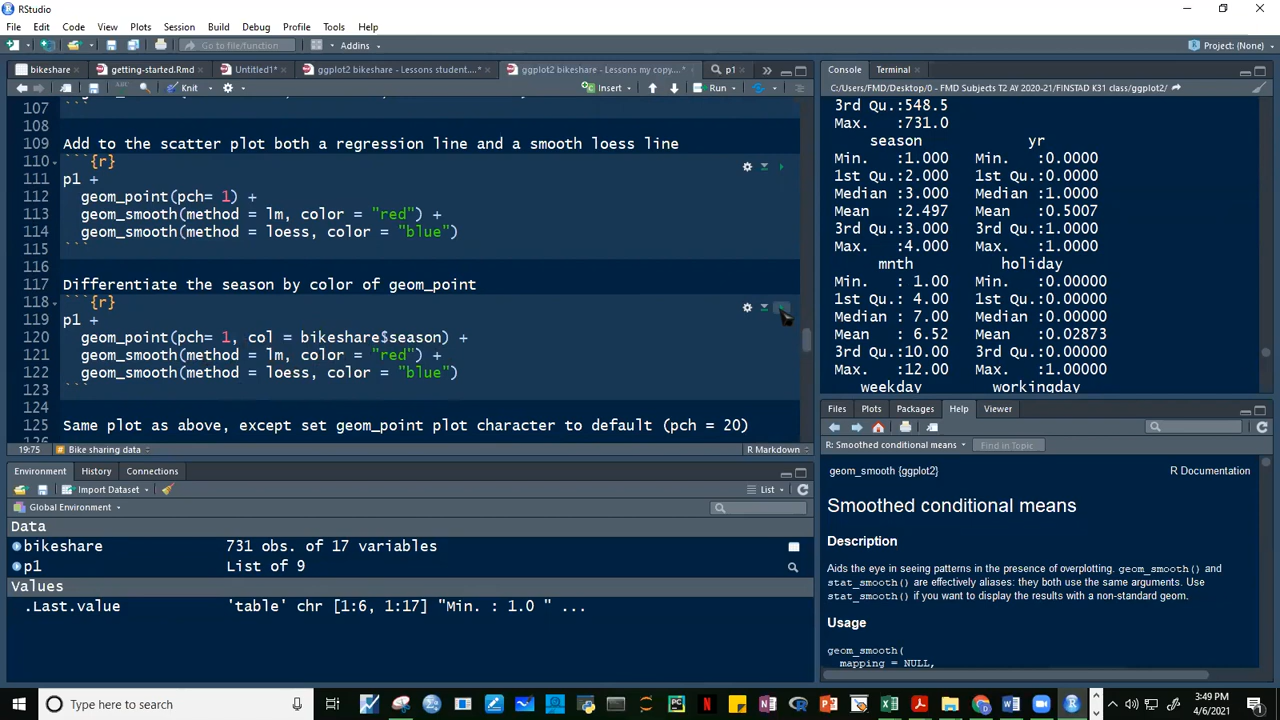 RStudio
File Edit Code View Plots Session Build Debug Profile Tools Help
Go to file/function Addins Project: (None)
bikeshare getting-started.Rmd Untitled1* ggplot2 bikeshare - Lessons student....* ggplot2 bikeshare - Lessons my copy....* p1
Knit Insert Run
107 ```
108
109 Add to the scatter plot both a regression line and a smooth loess line
110 ```{r}
111 p1 +
112 geom_point(pch= 1) +
113 geom_smooth(method = lm, color = "red") +
114 geom_smooth(method = loess, color = "blue")
115 ```
116
117 Differentiate the season by color of geom_point
118 ```{r}
119 p1 +
120 geom_point(pch= 1, col = bikeshare$season) +
121 geom_smooth(method = lm, color = "red") +
122 geom_smooth(method = loess, color = "blue")
123 ```
124
125 Same plot as above, except set geom_point plot character to default (pch = 20)
19:75 Bike sharing data R Markdown
Environment History Connections
Import Dataset List
Global Environment
Data
bikeshare 731 obs. of 17 variables
p1 List of 9
Values
.Last.value 'table' chr [1:6, 1:17] "Min. : 1.0 " ...
Console Terminal
C:/Users/FMD/Desktop/0 - FMD Subjects T2 AY 2020-21/FINSTAD K31 class/ggplot2/
3rd Qu.:548.5
Max. :731.0
season yr
Min. :1.000 Min. :0.0000
1st Qu.:2.000 1st Qu.:0.0000
Median :3.000 Median :1.0000
Mean :2.497 Mean :0.5007
3rd Qu.:3.000 3rd Qu.:1.0000
Max. :4.000 Max. :1.0000
mnth holiday
Min. : 1.00 Min. :0.00000
1st Qu.: 4.00 1st Qu.:0.00000
Median : 7.00 Median :0.00000
Mean : 6.52 Mean :0.02873
3rd Qu.:10.00 3rd Qu.:0.00000
Max. :12.00 Max. :1.00000
weekday workingday
Files Plots Packages Help Viewer
R: Smoothed conditional means Find in Topic
geom_smooth {ggplot2} R Documentation
Smoothed conditional means
Description
Aids the eye in seeing patterns in the presence of overplotting. geom_smooth() and
stat_smooth() are effectively aliases: they both use the same arguments. Use
stat_smooth() if you want to display the results with a non-standard geom.
Usage
geom_smooth(
mapping = NULL,
Type here to search
3:49 PM
4/6/2021